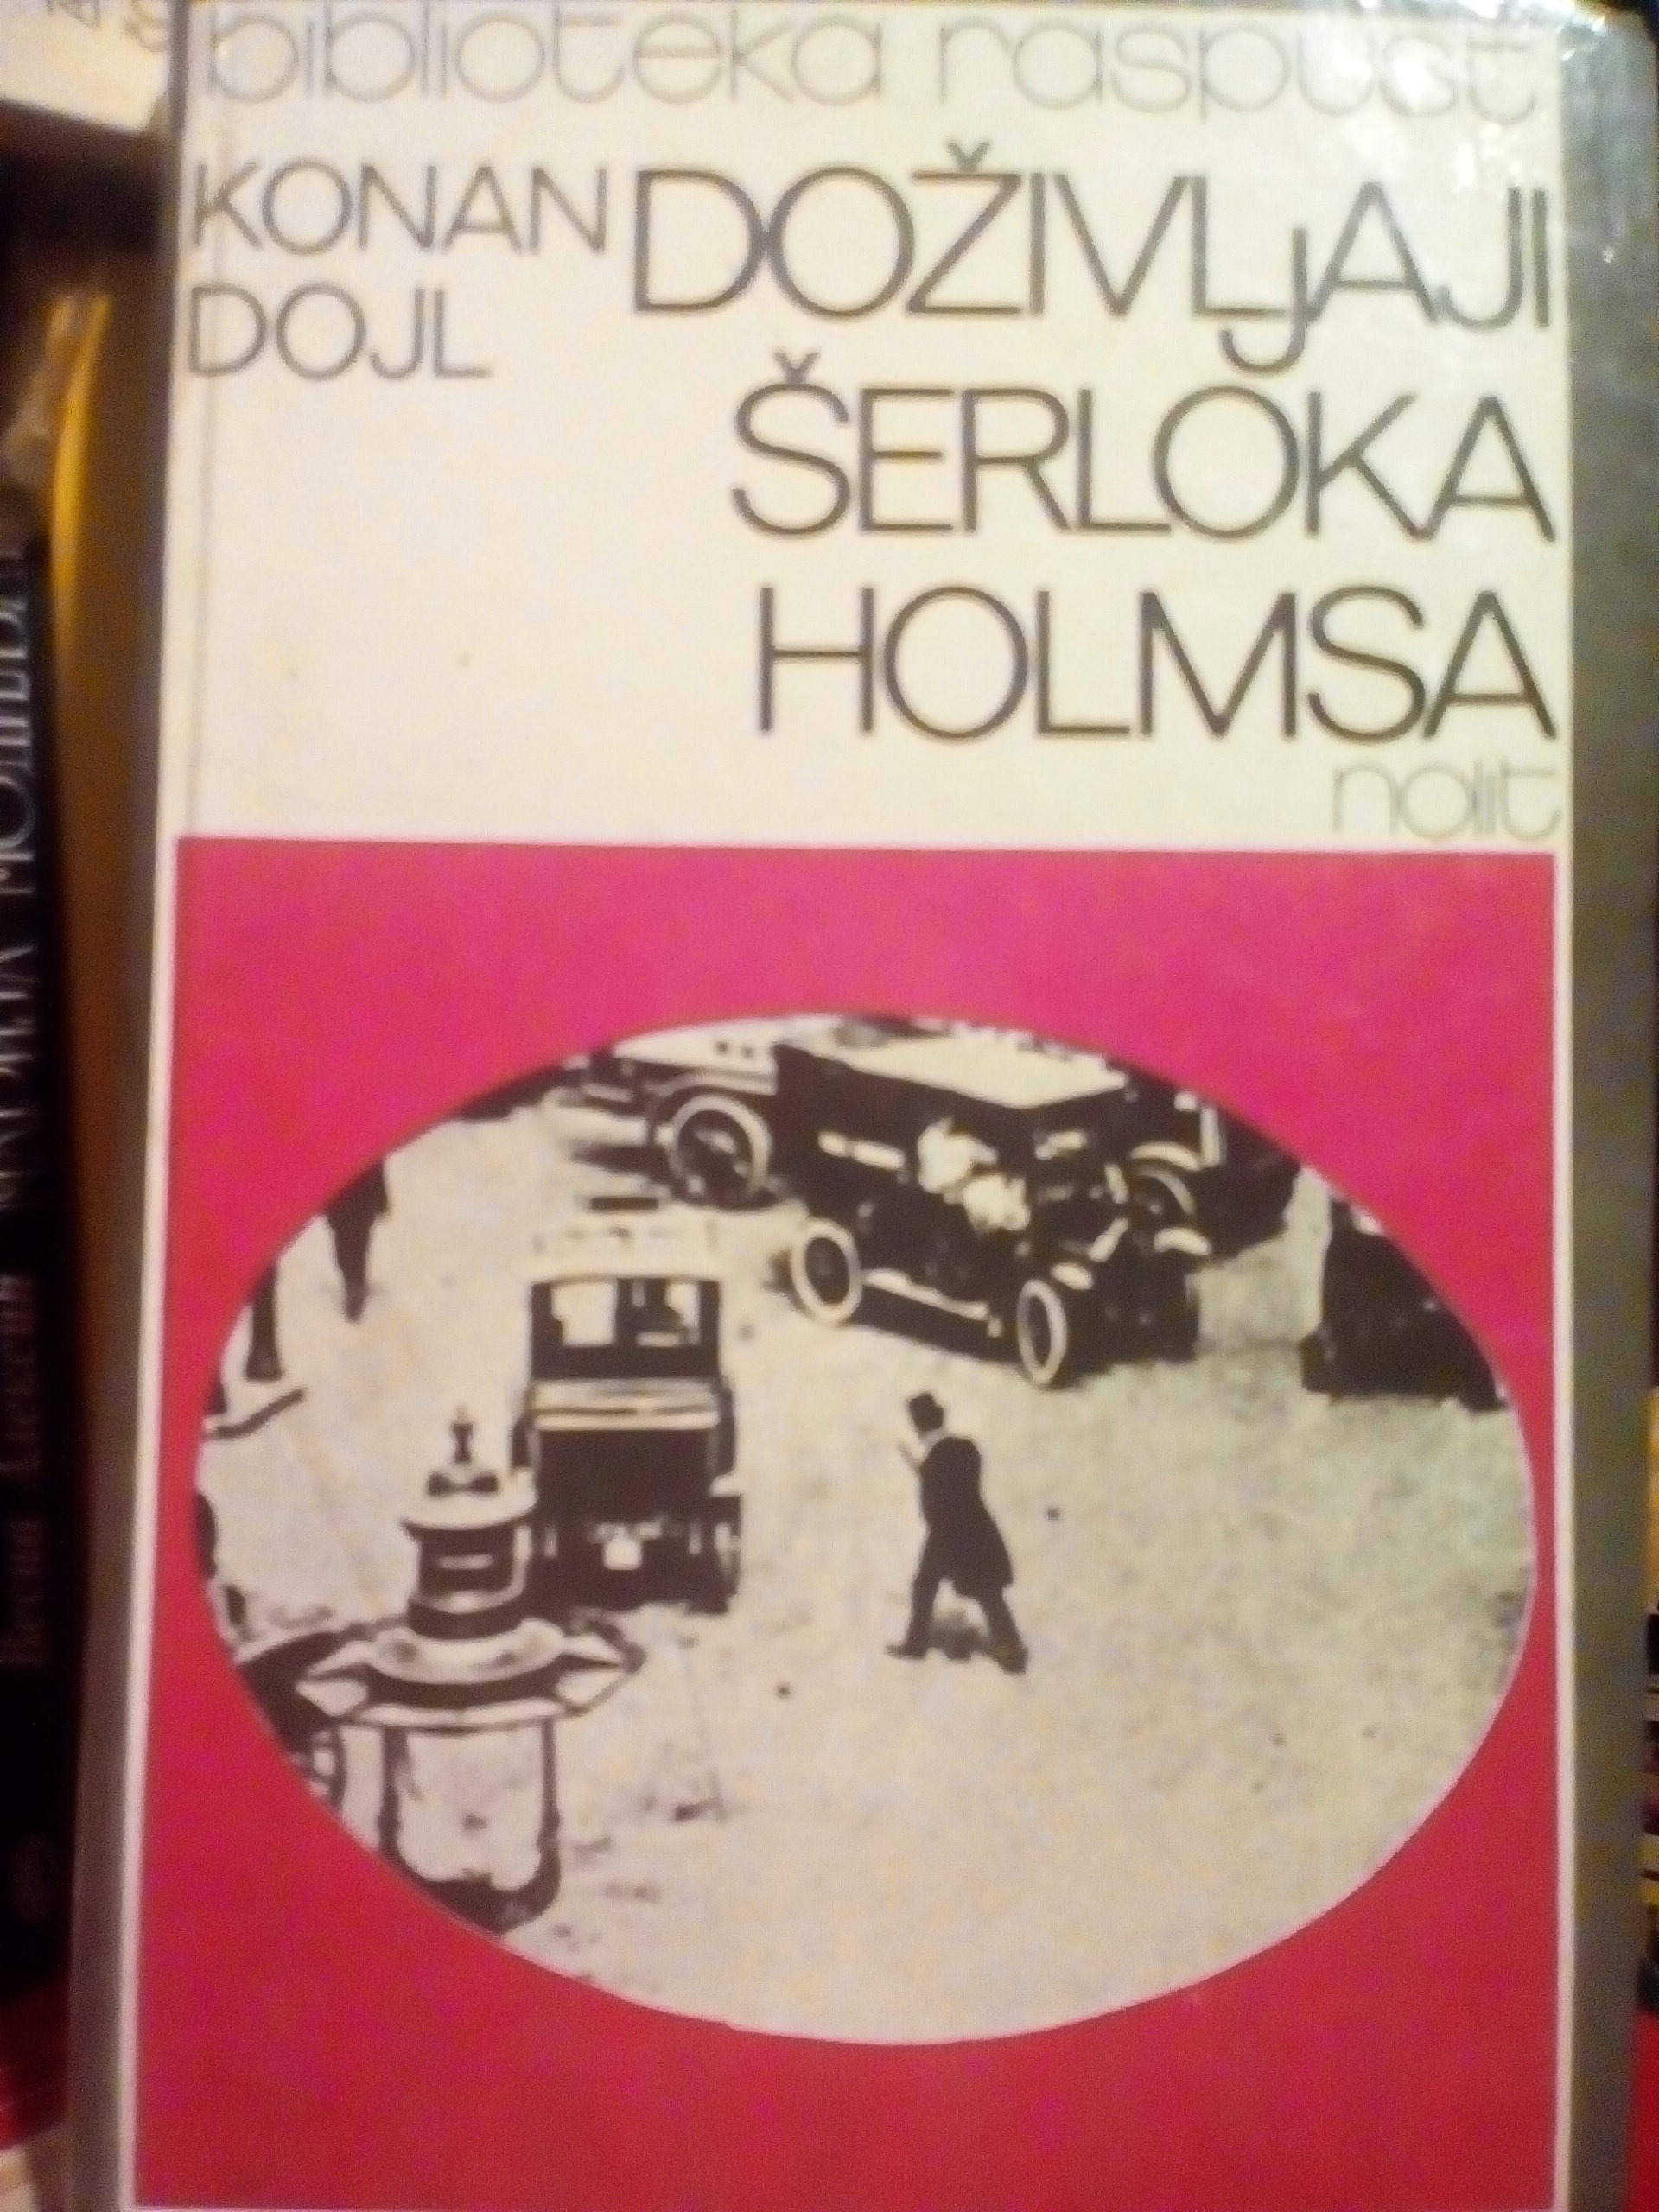 biblioteka raspust
KONAN
DOJL
DOŽIVLjAJI
ŠERLOKA
HOLMSA
nolit